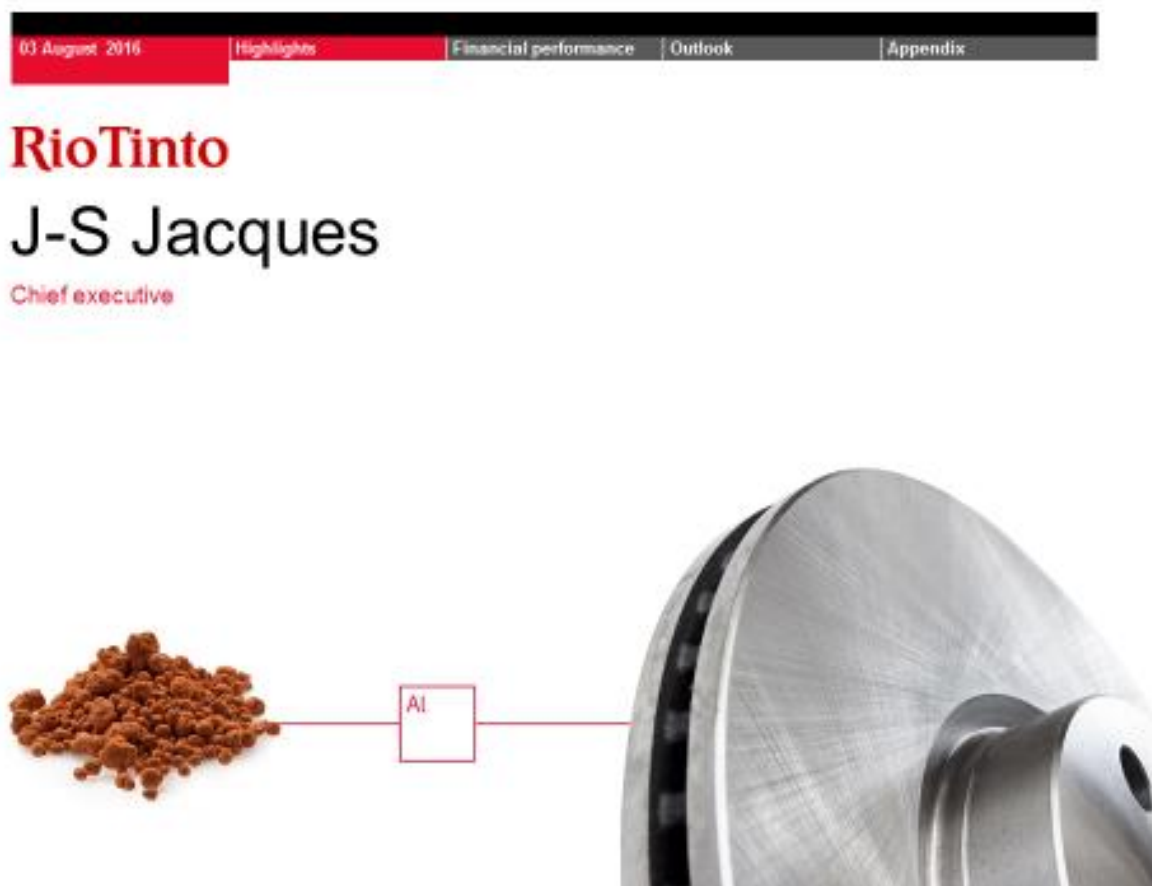 03 August 2016 Highlights Financial performance Outlook Appendix
RioTinto
J-S Jacques
Chief executive
Al